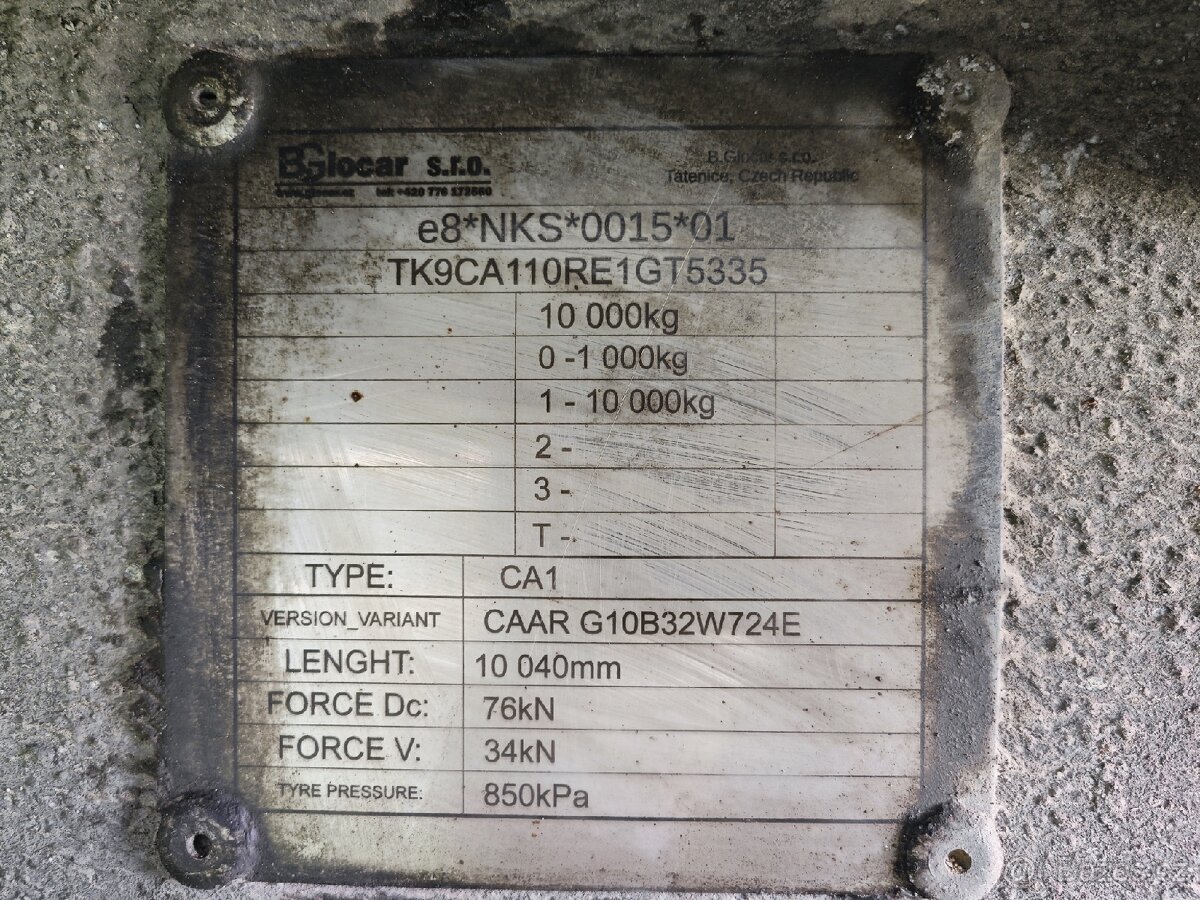 BGlocar s.r.o.
B.Glocar s.r.o.
Tatenice, Czech Republic
e8*NKS*0015*01
TK9CA110RE1GT5335
10 000kg
0 -1 000kg
1 - 10 000kg
2 -
3 -
T -
TYPE: CA1
VERSION_VARIANT CAAR G10B32W724E
LENGHT: 10 040mm
FORCE Dc: 76kN
FORCE V: 34kN
TYRE PRESSURE: 850kPa